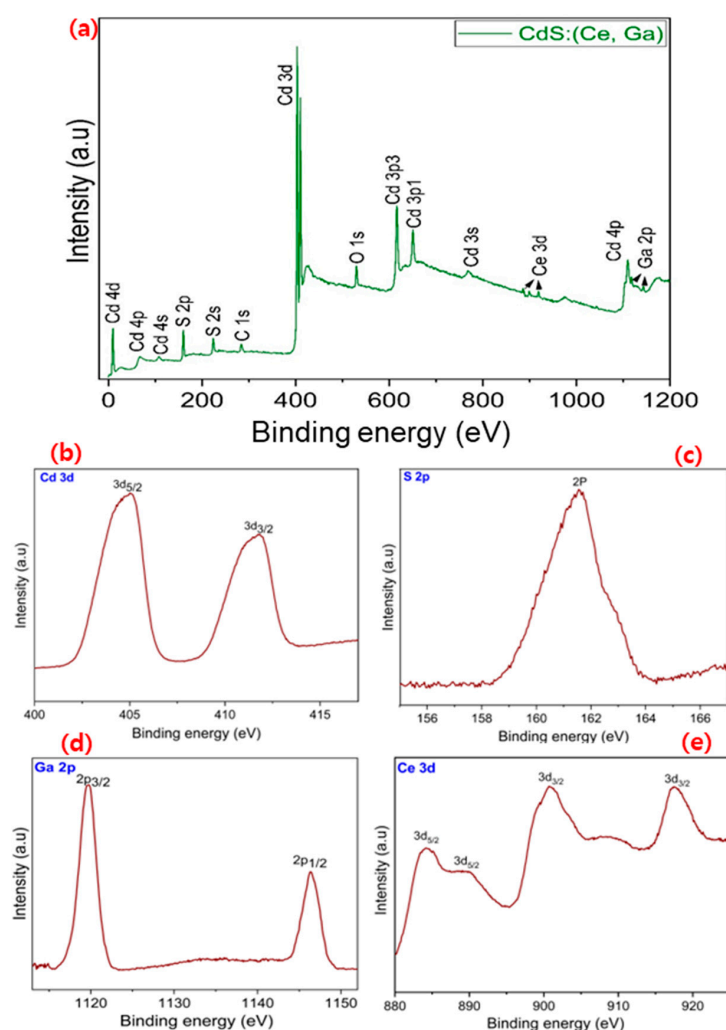 (a)
CdS:(Ce, Ga)
Intensity (a.u)
Cd 4d
Cd 4p
Cd 4s
S 2p
S 2s
C 1s
Cd 3d
O 1s
Cd 3p3
Cd 3p1
Cd 3s
Ce 3d
Cd 4p
Ga 2p
0 200 400 600 800 1000 1200
Binding energy (eV)
(b)
Cd 3d
3d5/2
3d3/2
Intensity (a.u)
400 405 410 415
Binding energy (eV)
(c)
S 2p
2P
Intensity (a.u)
156 158 160 162 164 166
Binding energy (eV)
(d)
Ga 2p
2p3/2
2p1/2
Intensity (a.u)
1120 1130 1140 1150
Binding energy (eV)
(e)
Ce 3d
3d5/2
3d5/2
3d3/2
3d3/2
Intensity (a.u)
880 890 900 910 920
Binding energy (eV)